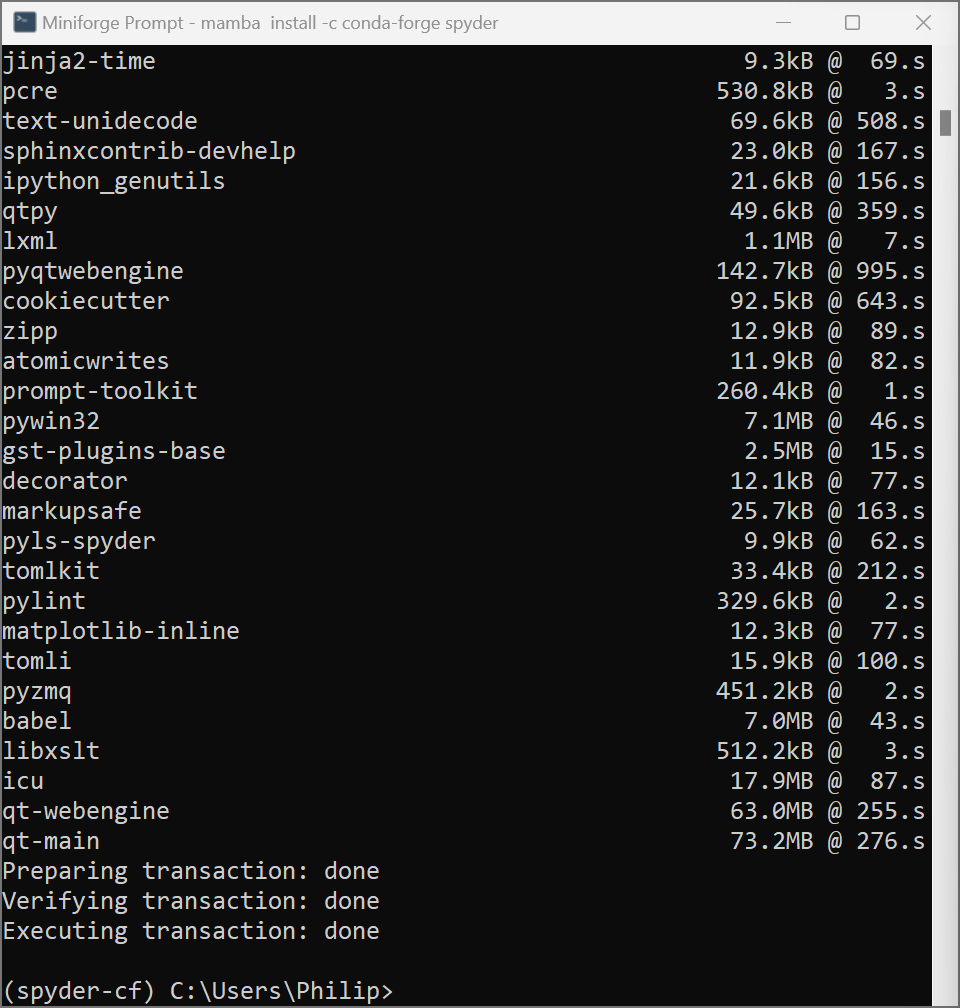 Miniforge Prompt - mamba  install -c conda-forge spyder
jinja2-time 9.3kB @  69.s
pcre 530.8kB @   3.s
text-unidecode 69.6kB @ 508.s
sphinxcontrib-devhelp 23.0kB @ 167.s
ipython_genutils 21.6kB @ 156.s
qtpy 49.6kB @ 359.s
lxml 1.1MB @   7.s
pyqtwebengine 142.7kB @ 995.s
cookiecutter 92.5kB @ 643.s
zipp 12.9kB @  89.s
atomicwrites 11.9kB @  82.s
prompt-toolkit 260.4kB @   1.s
pywin32 7.1MB @  46.s
gst-plugins-base 2.5MB @  15.s
decorator 12.1kB @  77.s
markupsafe 25.7kB @ 163.s
pyls-spyder 9.9kB @  62.s
tomlkit 33.4kB @ 212.s
pylint 329.6kB @   2.s
matplotlib-inline 12.3kB @  77.s
tomli 15.9kB @ 100.s
pyzmq 451.2kB @   2.s
babel 7.0MB @  43.s
libxslt 512.2kB @   3.s
icu 17.9MB @  87.s
qt-webengine 63.0MB @ 255.s
qt-main 73.2MB @ 276.s
Preparing transaction: done
Verifying transaction: done
Executing transaction: done
(spyder-cf) C:\Users\Philip>